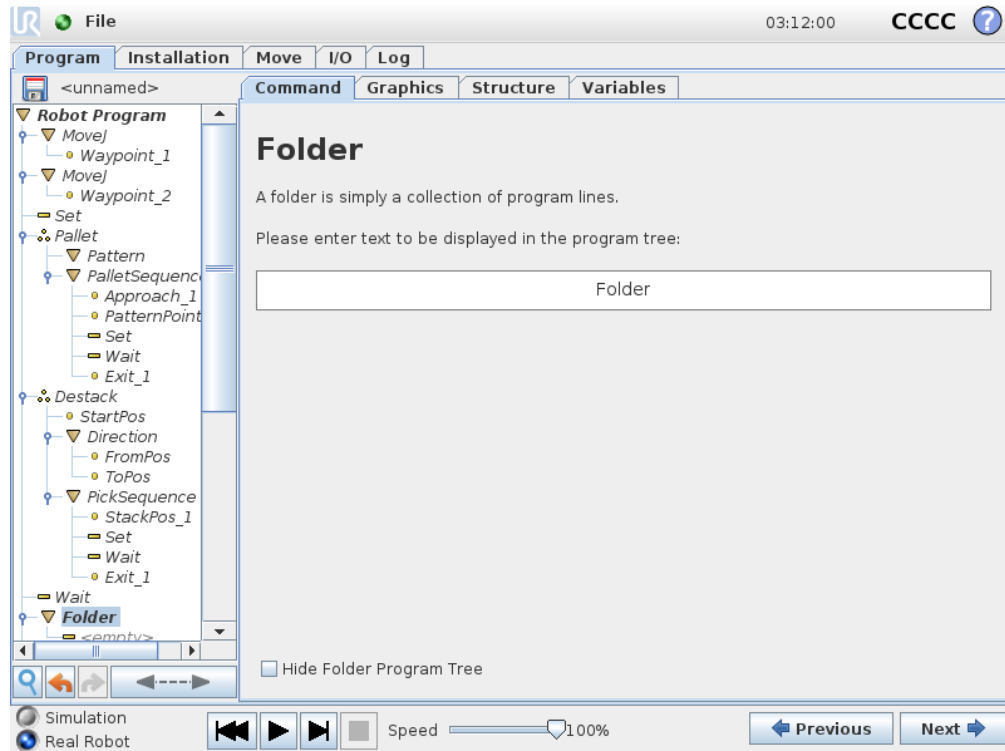 UR File 03:12:00 CCCC ?
Program Installation Move I/O Log
<unnamed> Command Graphics Structure Variables
Robot Program
MoveJ
Waypoint_1
MoveJ
Waypoint_2
Set
Pallet
Pattern
PalletSequenc
Approach_1
PatternPoint
Set
Wait
Exit_1
Destack
StartPos
Direction
FromPos
ToPos
PickSequence
StackPos_1
Set
Wait
Exit_1
Wait
Folder
<empty>
Folder
A folder is simply a collection of program lines.
Please enter text to be displayed in the program tree:
Folder
Hide Folder Program Tree
Simulation
Real Robot
Speed 100%
Previous Next